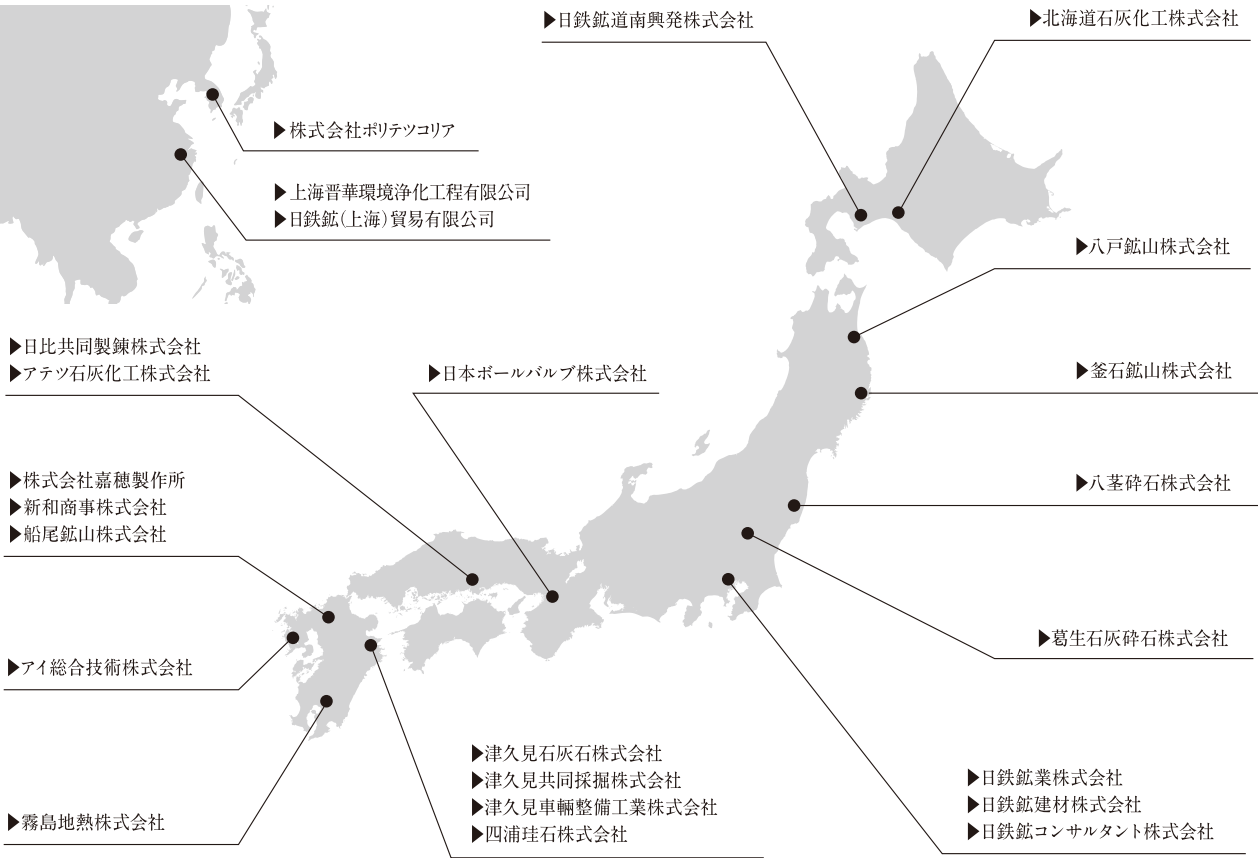 ▶日鉄鉱道南興発株式会社
▶北海道石灰化工株式会社
▶株式会社ポリテツコリア
▶上海晋華環境浄化工程有限公司
▶日鉄鉱(上海)貿易有限公司
▶八戸鉱山株式会社
▶日比共同製錬株式会社
▶アテツ石灰化工株式会社
▶日本ボールバルブ株式会社
▶釜石鉱山株式会社
▶株式会社嘉穂製作所
▶新和商事株式会社
▶船尾鉱山株式会社
▶八茎砕石株式会社
▶葛生石灰砕石株式会社
▶アイ総合技術株式会社
▶津久見石灰石株式会社
▶津久見共同採掘株式会社
▶津久見車輌整備工業株式会社
▶四浦珪石株式会社
▶日鉄鉱業株式会社
▶日鉄鉱建材株式会社
▶日鉄鉱コンサルタント株式会社
▶霧島地熱株式会社